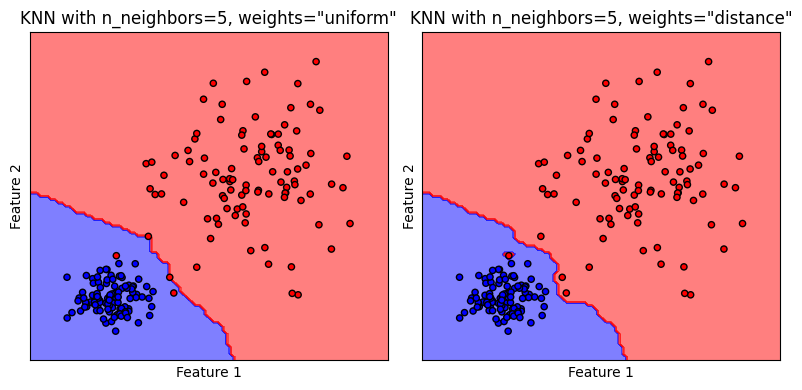 KNN with n_neighbors=5, weights="uniform"
Feature 2
Feature 1
KNN with n_neighbors=5, weights="distance"
Feature 2
Feature 1